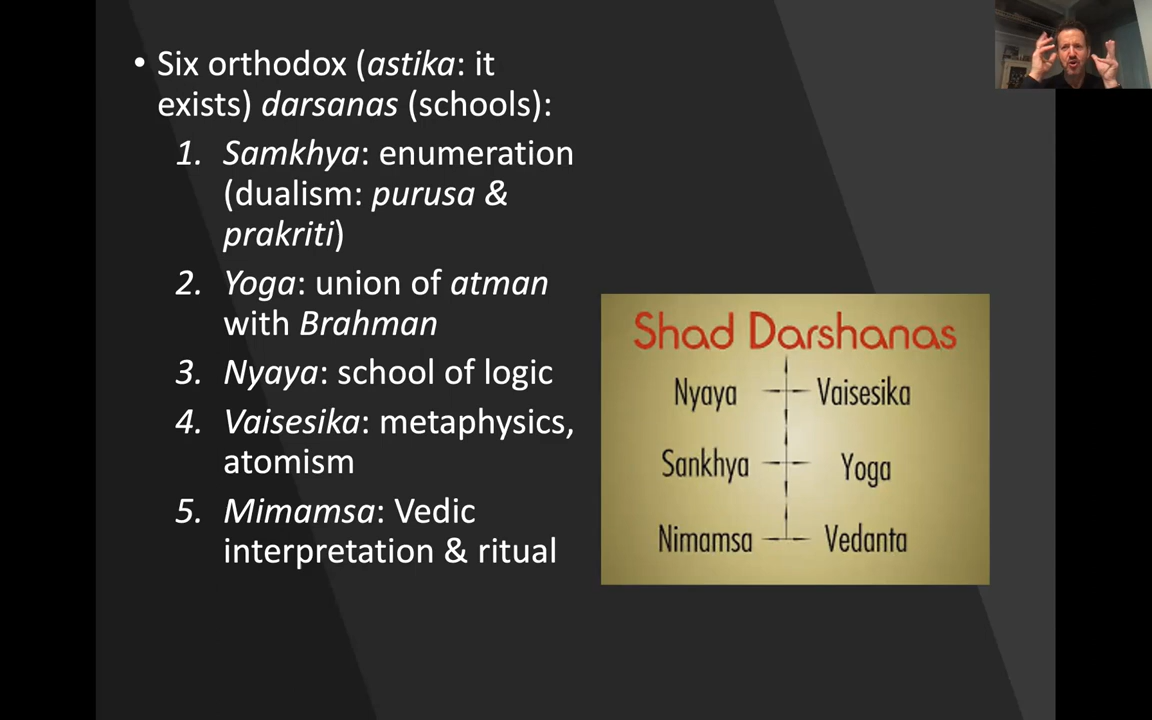 • Six orthodox (astika: it
exists) darsanas (schools):
1. Samkhya: enumeration
(dualism: purusa &
prakriti)
2. Yoga: union of atman
with Brahman
3. Nyaya: school of logic
4. Vaisesika: metaphysics,
atomism
5. Mimamsa: Vedic
interpretation & ritual
Shad Darshanas
Nyaya Vaisesika
Sankhya Yoga
Nimamsa Vedanta